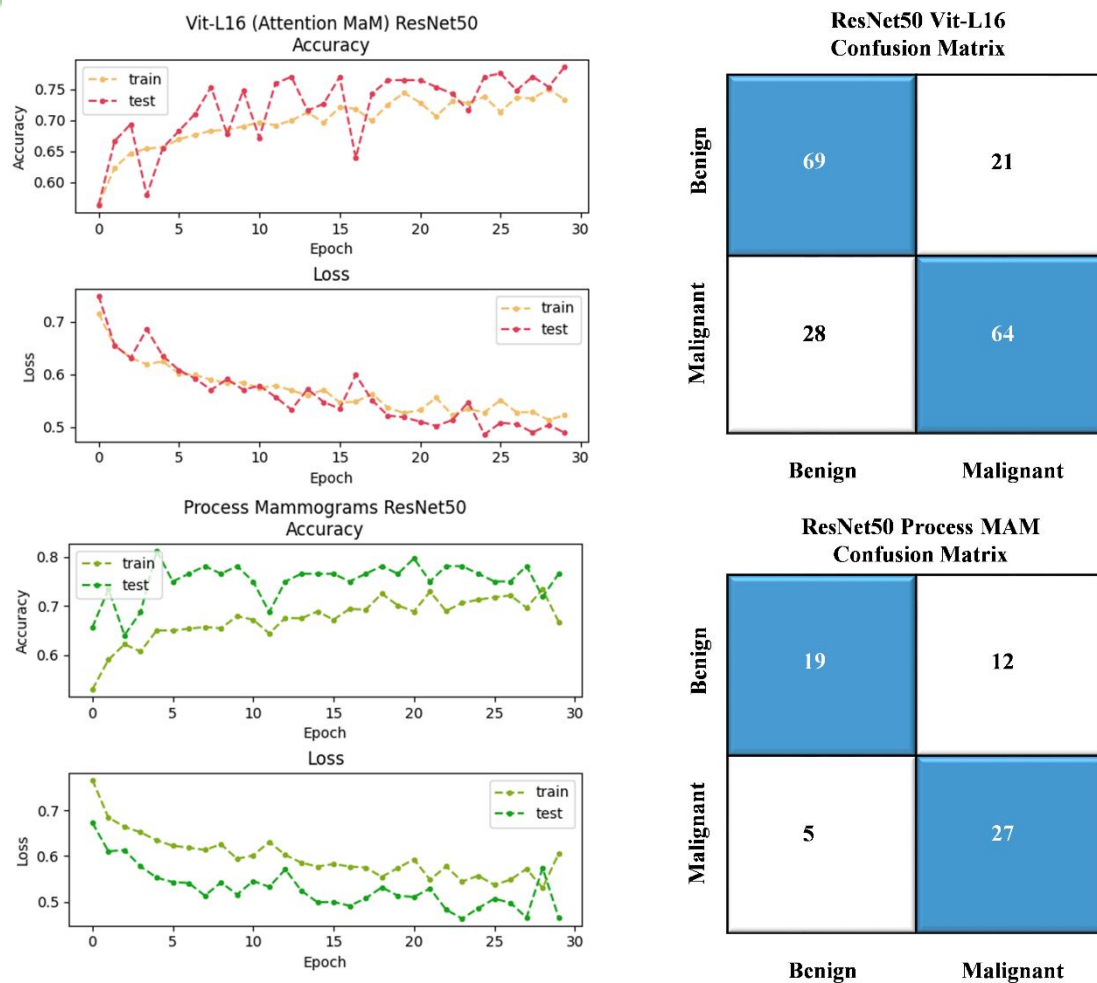 Vit-L16 (Attention MaM) ResNet50
Accuracy
train
test
0.75
0.70
0.65
0.60
Accuracy
0 5 10 15 20 25 30
Epoch
Loss
train
test
0.7
0.6
0.5
Loss
0 5 10 15 20 25 30
Epoch
ResNet50 Vit-L16
Confusion Matrix
Benign
69 21
Malignant
28 64
Benign Malignant
Process Mammograms ResNet50
Accuracy
train
test
0.8
0.7
0.6
Accuracy
0 5 10 15 20 25 30
Epoch
Loss
train
test
0.7
0.6
0.5
Loss
0 5 10 15 20 25 30
Epoch
ResNet50 Process MAM
Confusion Matrix
Benign
19 12
Malignant
5 27
Benign Malignant